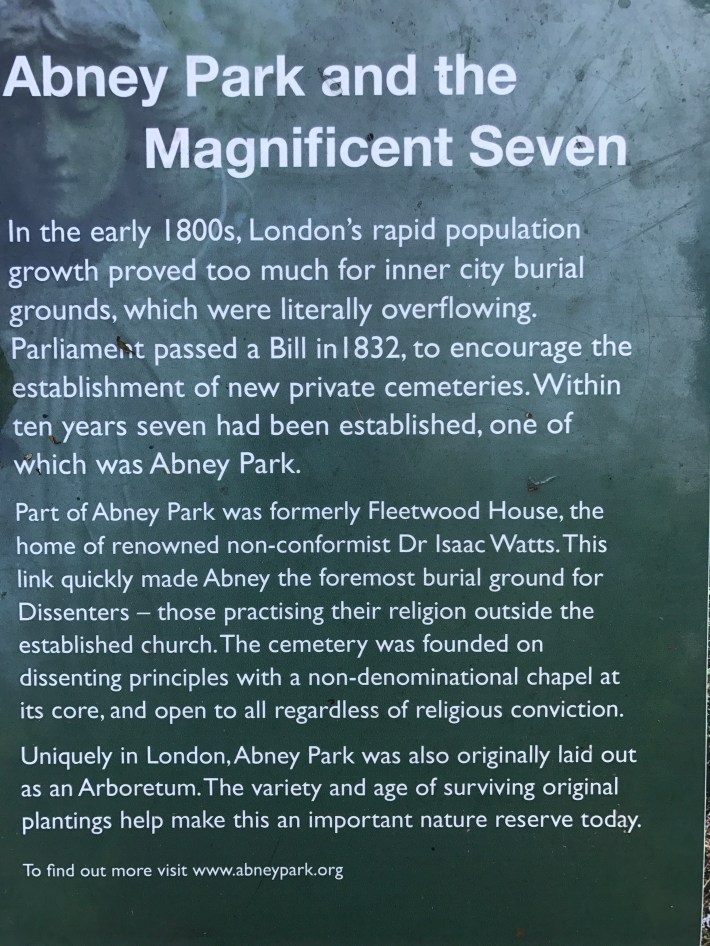 Abney Park and the
Magnificent Seven
In the early 1800s, London's rapid population
growth proved too much for inner city burial
grounds, which were literally overflowing.
Parliament passed a Bill in1832, to encourage the
establishment of new private cemeteries. Within
ten years seven had been established, one of
which was Abney Park.
Part of Abney Park was formerly Fleetwood House, the
home of renowned non-conformist Dr Isaac Watts. This
link quickly made Abney the foremost burial ground for
Dissenters – those practising their religion outside the
established church. The cemetery was founded on
dissenting principles with a non-denominational chapel at
its core, and open to all regardless of religious conviction.
Uniquely in London, Abney Park was also originally laid out
as an Arboretum. The variety and age of surviving original
plantings help make this an important nature reserve today.
To find out more visit www.abneypark.org